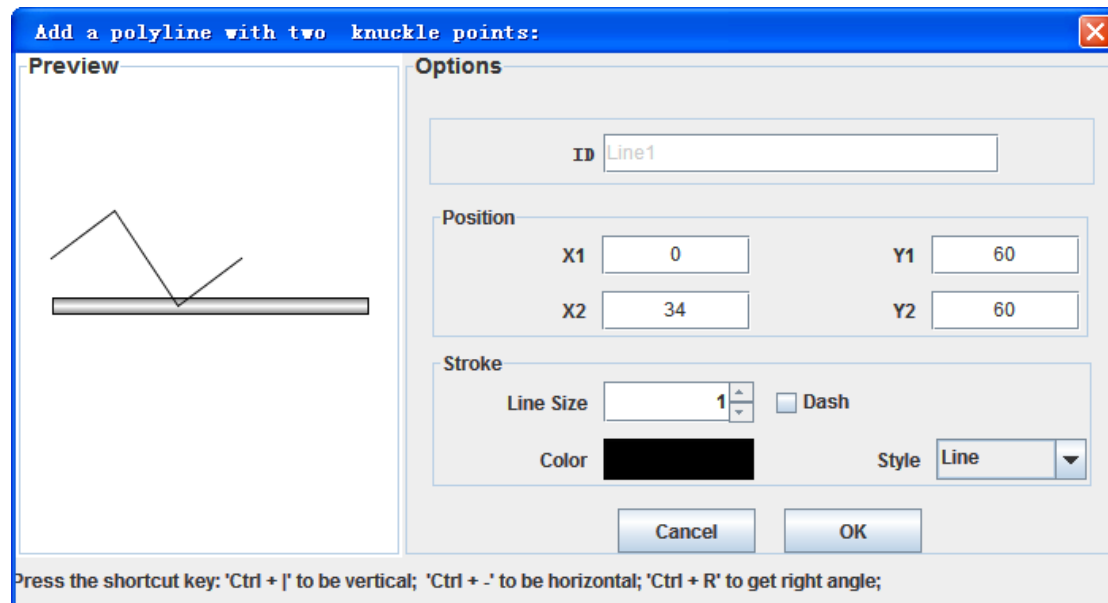 Add a polyline with two knuckle points:
Preview
Options
ID Line1
Position
X1 0 Y1 60
X2 34 Y2 60
Stroke
Line Size 1 Dash
Color Style Line
Cancel OK
Press the shortcut key: 'Ctrl + |' to be vertical; 'Ctrl + -' to be horizontal; 'Ctrl + R' to get right angle;